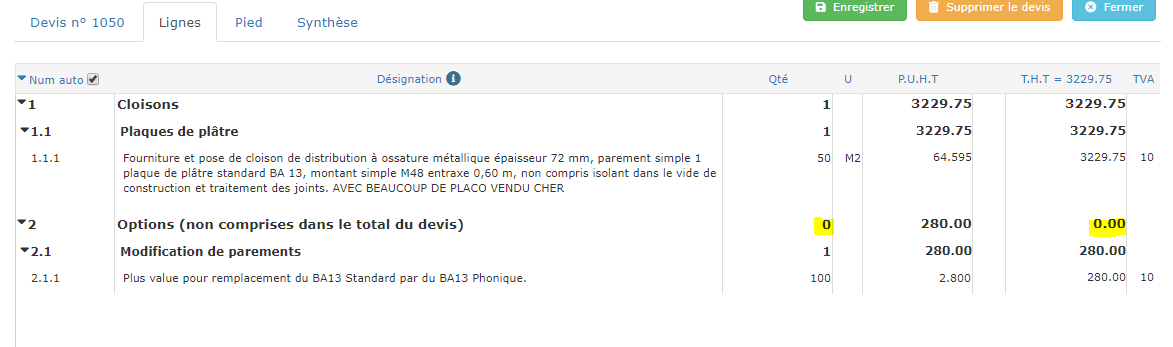 Devis n° 1050 Lignes Pied Synthèse Enregistrer Supprimer le devis Fermer
Num auto Désignation Qté U P.U.H.T T.H.T = 3229.75 TVA
1 Cloisons 1 3229.75 3229.75
1.1 Plaques de plâtre 1 3229.75 3229.75
1.1.1 Fourniture et pose de cloison de distribution à ossature métallique épaisseur 72 mm, parement simple 1 50 M2 64.595 3229.75 10
plaque de plâtre standard BA 13, montant simple M48 entraxe 0,60 m, non compris isolant dans le vide de
construction et traitement des joints. AVEC BEAUCOUP DE PLACO VENDU CHER
2 Options (non comprises dans le total du devis) 0 280.00 0.00
2.1 Modification de parements 1 280.00 280.00
2.1.1 Plus value pour remplacement du BA13 Standard par du BA13 Phonique. 100 2.800 280.00 10